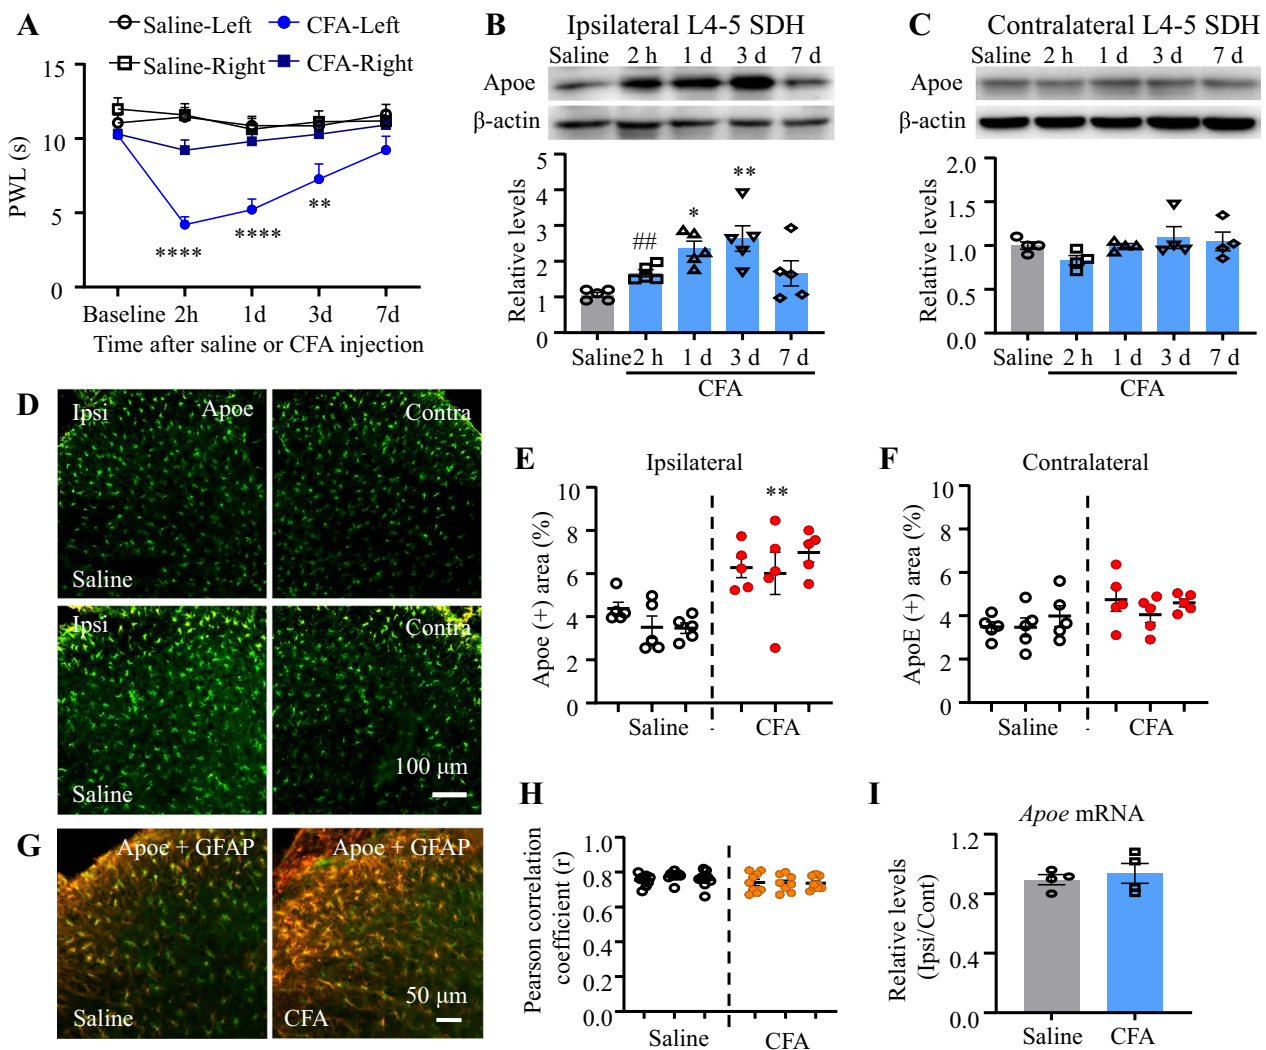 A
Saline-Left
CFA-Left
Saline-Right
CFA-Right
PWL (s)
15
10
5
0
****
****
**
Baseline 2h 1d 3d 7d
Time after saline or CFA injection
B
Ipsilateral L4-5 SDH
Saline 2 h 1 d 3 d 7 d
Apoe
β-actin
Relative levels
5
4
3
2
1
0
##
*
**
Saline 2 h 1 d 3 d 7 d
CFA
C
Contralateral L4-5 SDH
Saline 2 h 1 d 3 d 7 d
Apoe
β-actin
Relative levels
2.0
1.5
1.0
0.5
0.0
Saline 2 h 1 d 3 d 7 d
CFA
D
Ipsi Apoe
Contra
Saline
Ipsi
Contra
100 μm
Saline
E
Ipsilateral
Apoe (+) area (%)
10
8
6
4
2
0
**
Saline CFA
F
Contralateral
ApoE (+) area (%)
10
8
6
4
2
0
Saline CFA
G
Apoe + GFAP
Apoe + GFAP
50 μm
Saline
CFA
H
Pearson correlation
coefficient (r)
1.0
0.8
0.6
0.4
0.2
0.0
Saline CFA
I
Apoe mRNA
Relative levels
(Ipsi/Cont)
1.2
0.8
0.4
0.0
Saline CFA